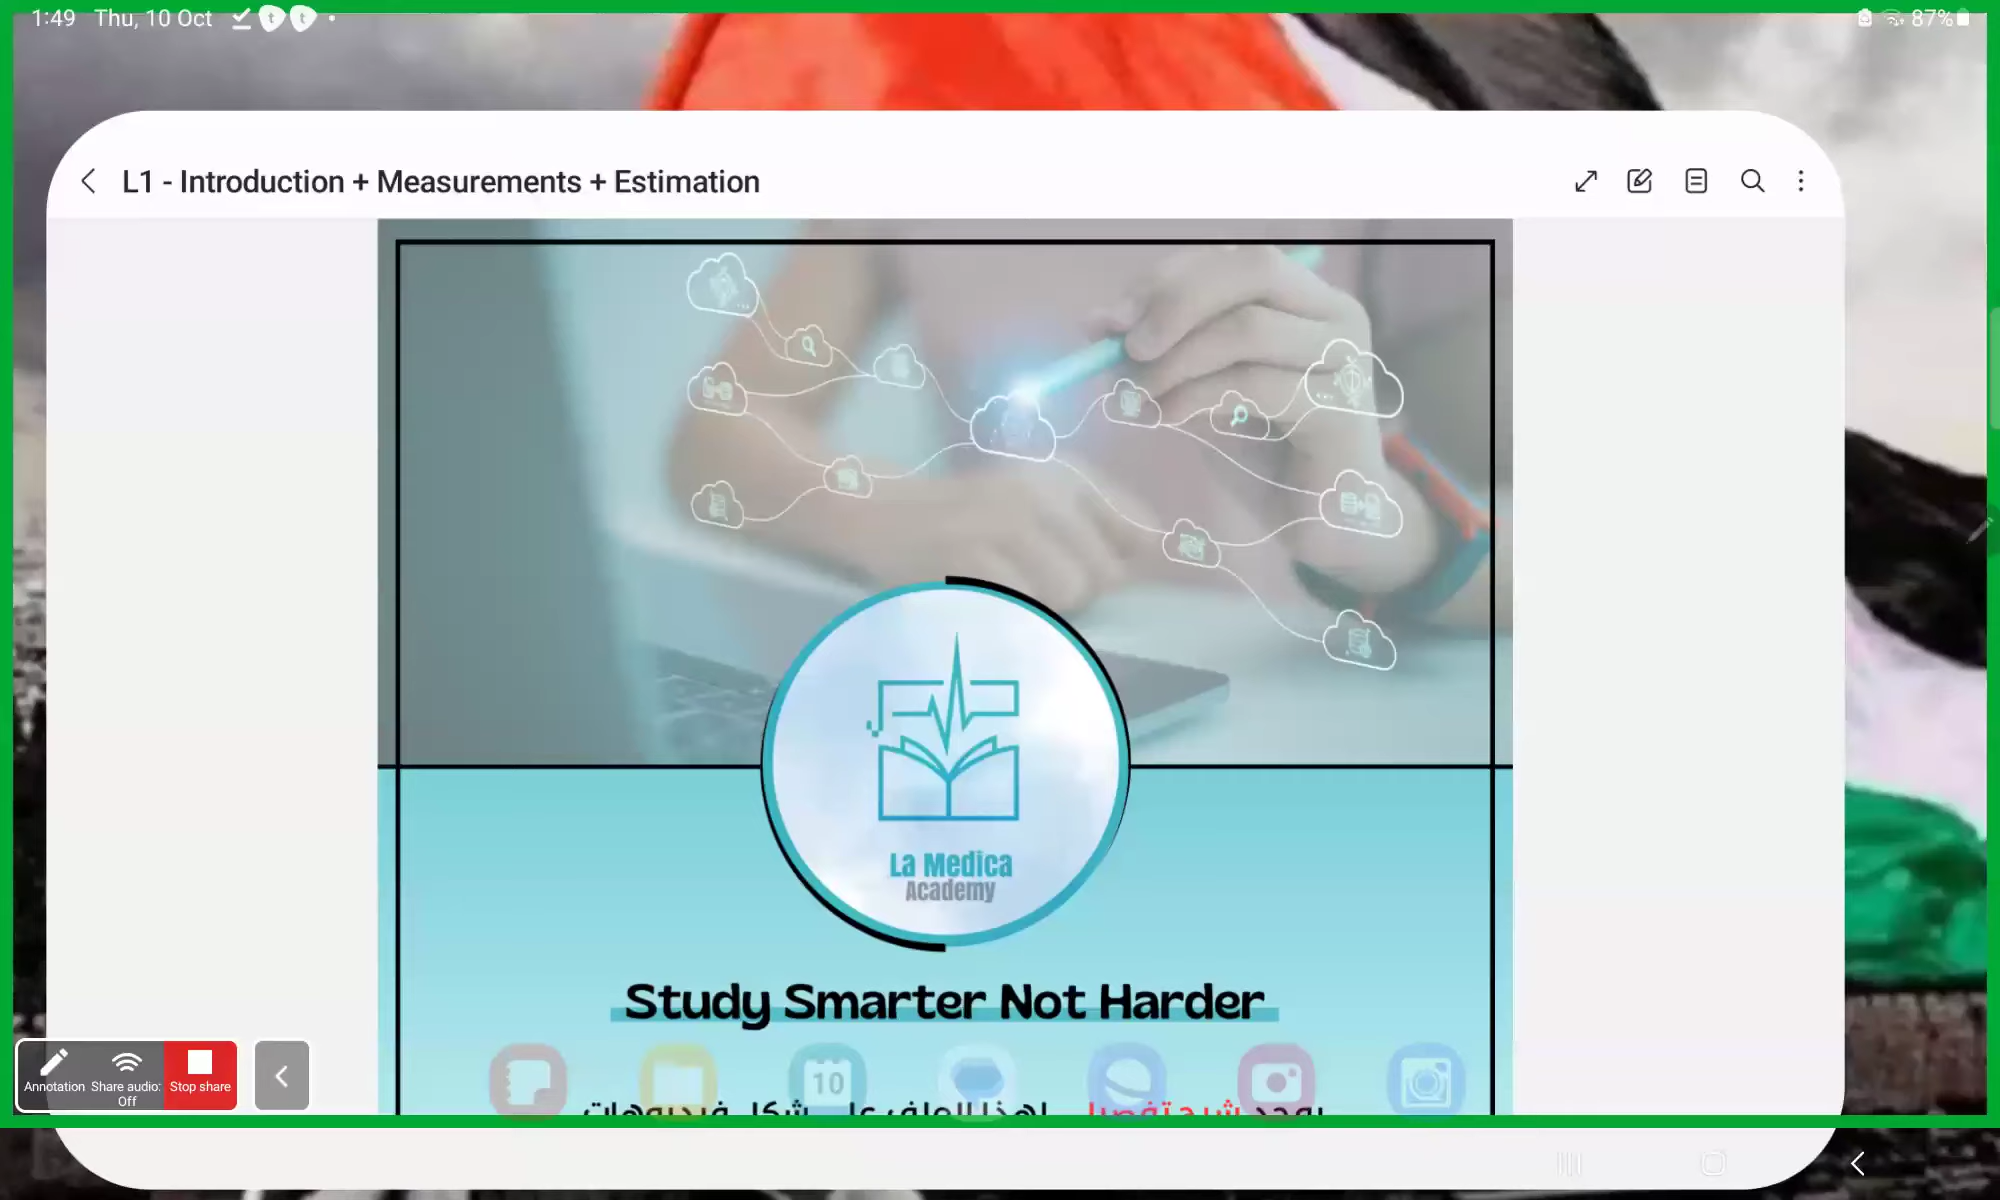 1:49 Thu, 10 Oct
87%
L1 - Introduction + Measurements + Estimation
La Medica
Academy
Study Smarter Not Harder
10
Annotation Share audio: Off Stop share